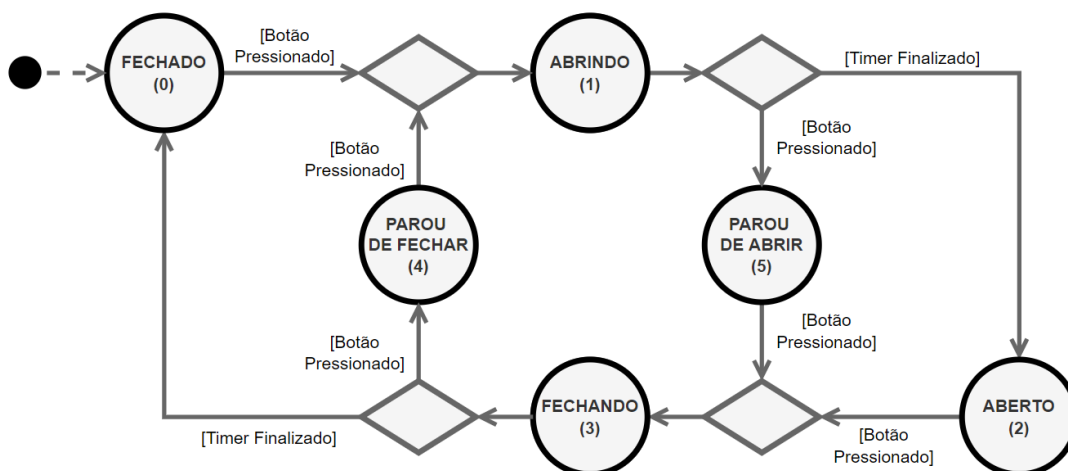 [Botão
Pressionado]
FECHADO
(0)
ABRINDO
(1)
[Timer Finalizado]
[Botão
Pressionado]
[Botão
Pressionado]
PAROU
DE FECHAR
(4)
PAROU
DE ABRIR
(5)
[Botão
Pressionado]
[Botão
Pressionado]
FECHANDO
(3)
ABERTO
(2)
[Timer Finalizado]
[Botão
Pressionado]